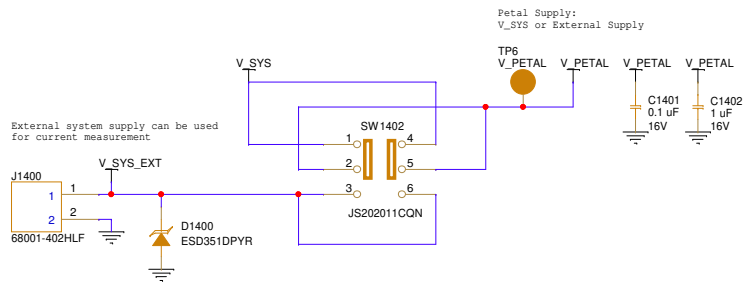 Petal Supply:
V_SYS or External Supply
TP6
V_SYS
V_PETAL
V_PETAL
V_PETAL
V_PETAL
C1401
0.1 uF
16V
C1402
1 uF
16V
SW1402
1
4
2
5
3
6
JS202011CQN
External system supply can be used
for current measurement
V_SYS_EXT
J1400
1
1
2
2
68001-402HLF
D1400
ESD351DPYR